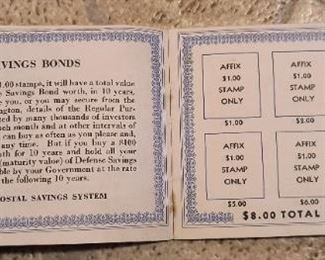 AVINGS BONDS
1.00 stamps, it will have a total value
e Savings Bond worth, in 10 years,
e you, or you may secure from the
ngton, details of the Regular Pur-
ted by many thousands of investors
ch month and at other intervals of
can buy as often as you please and,
any time. But if you buy a $100
th for 10 years and hold all your
(maturity value) of Defense Savings
ble by your Government at the rate
the following 10 years.
OSTAL SAVINGS SYSTEM
AFFIX
$1.00
STAMP
ONLY
$1.00
AFFIX
$1.00
STAMP
ONLY
$2.00
AFFIX
$1.00
STAMP
ONLY
$5.00
AFFIX
$1.00
STAMP
ONLY
$6.00
$8.00 TOTAL